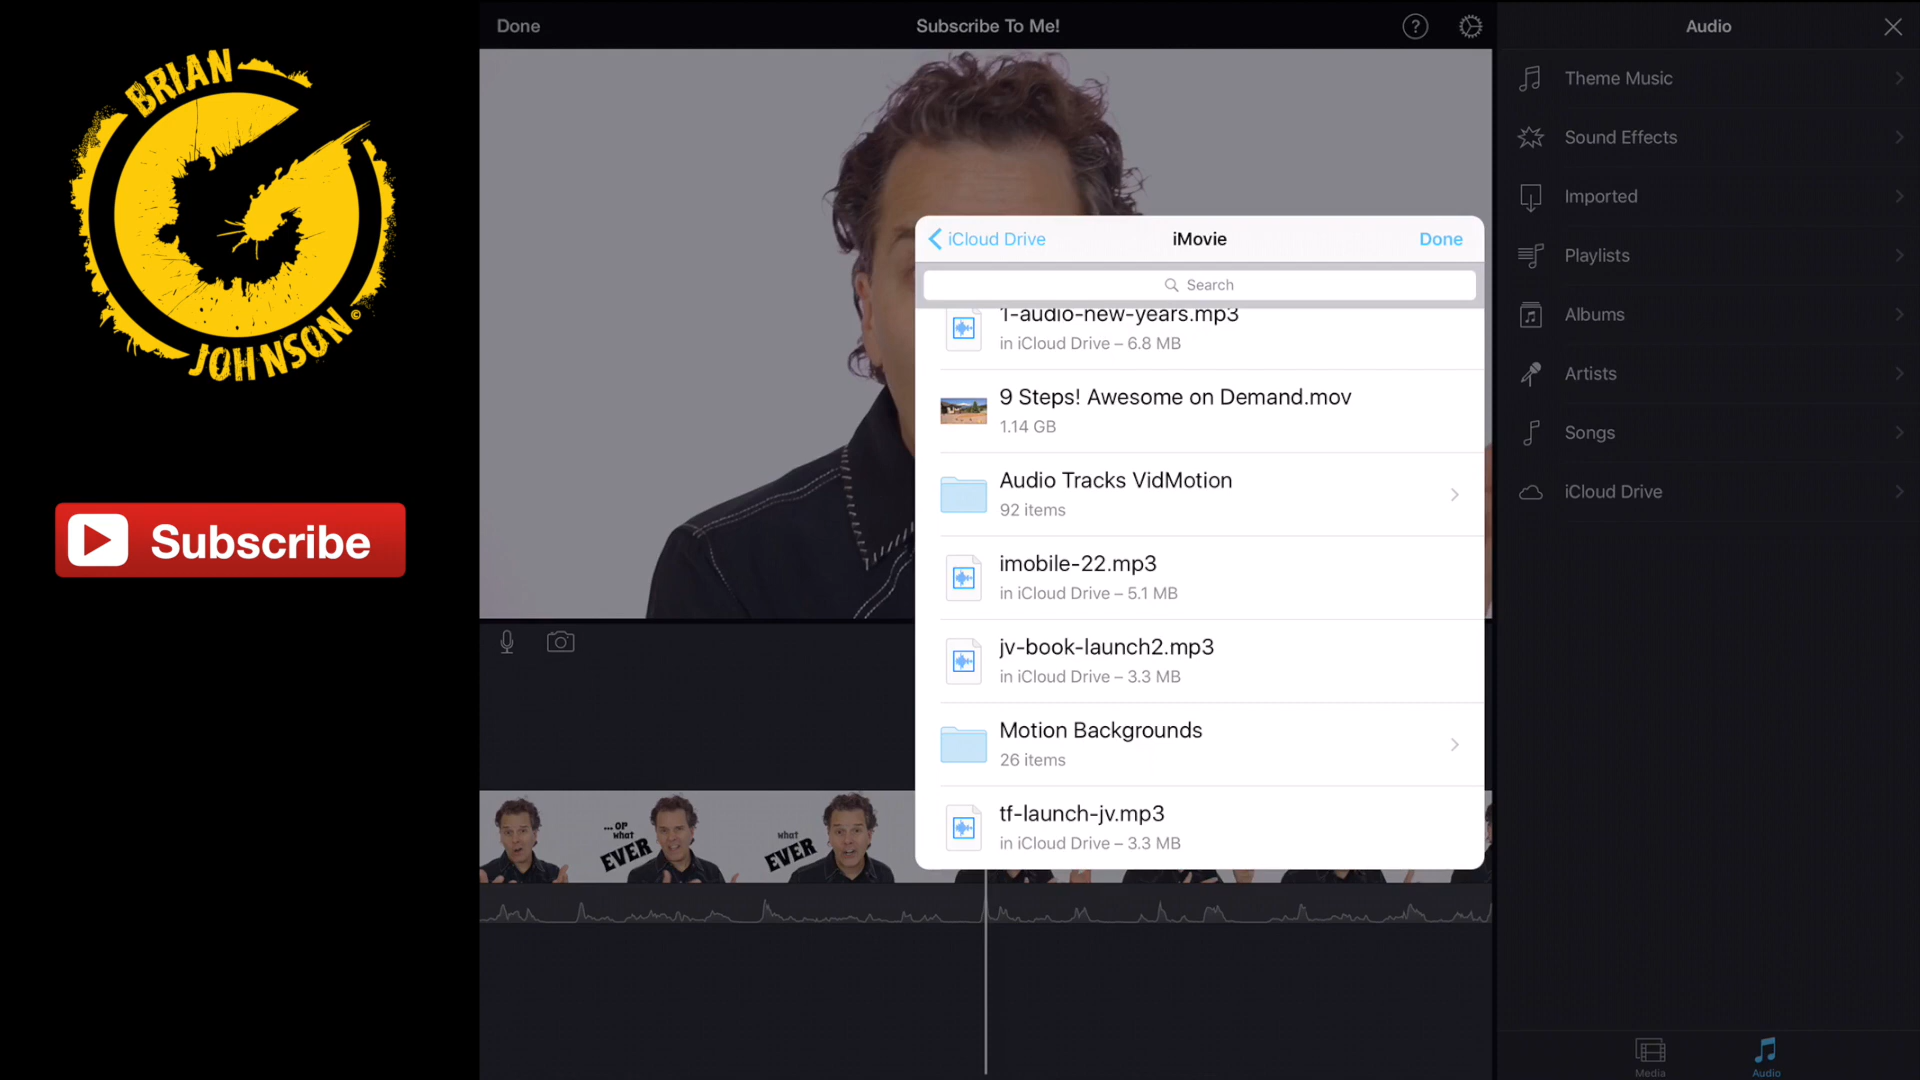 BRIAN
JOHNSON©
Subscribe
Done
Subscribe To Me!
?
iCloud Drive
iMovie
Done
Search
1-audio-new-years.mp3
in iCloud Drive – 6.8 MB
9 Steps! Awesome on Demand.mov
1.14 GB
Audio Tracks VidMotion
92 items
imobile-22.mp3
in iCloud Drive – 5.1 MB
jv-book-launch2.mp3
in iCloud Drive – 3.3 MB
Motion Backgrounds
26 items
tf-launch-jv.mp3
in iCloud Drive – 3.3 MB
...or
what
EVER
what
EVER
Audio
Theme Music
Sound Effects
Imported
Playlists
Albums
Artists
Songs
iCloud Drive
Media
Audio